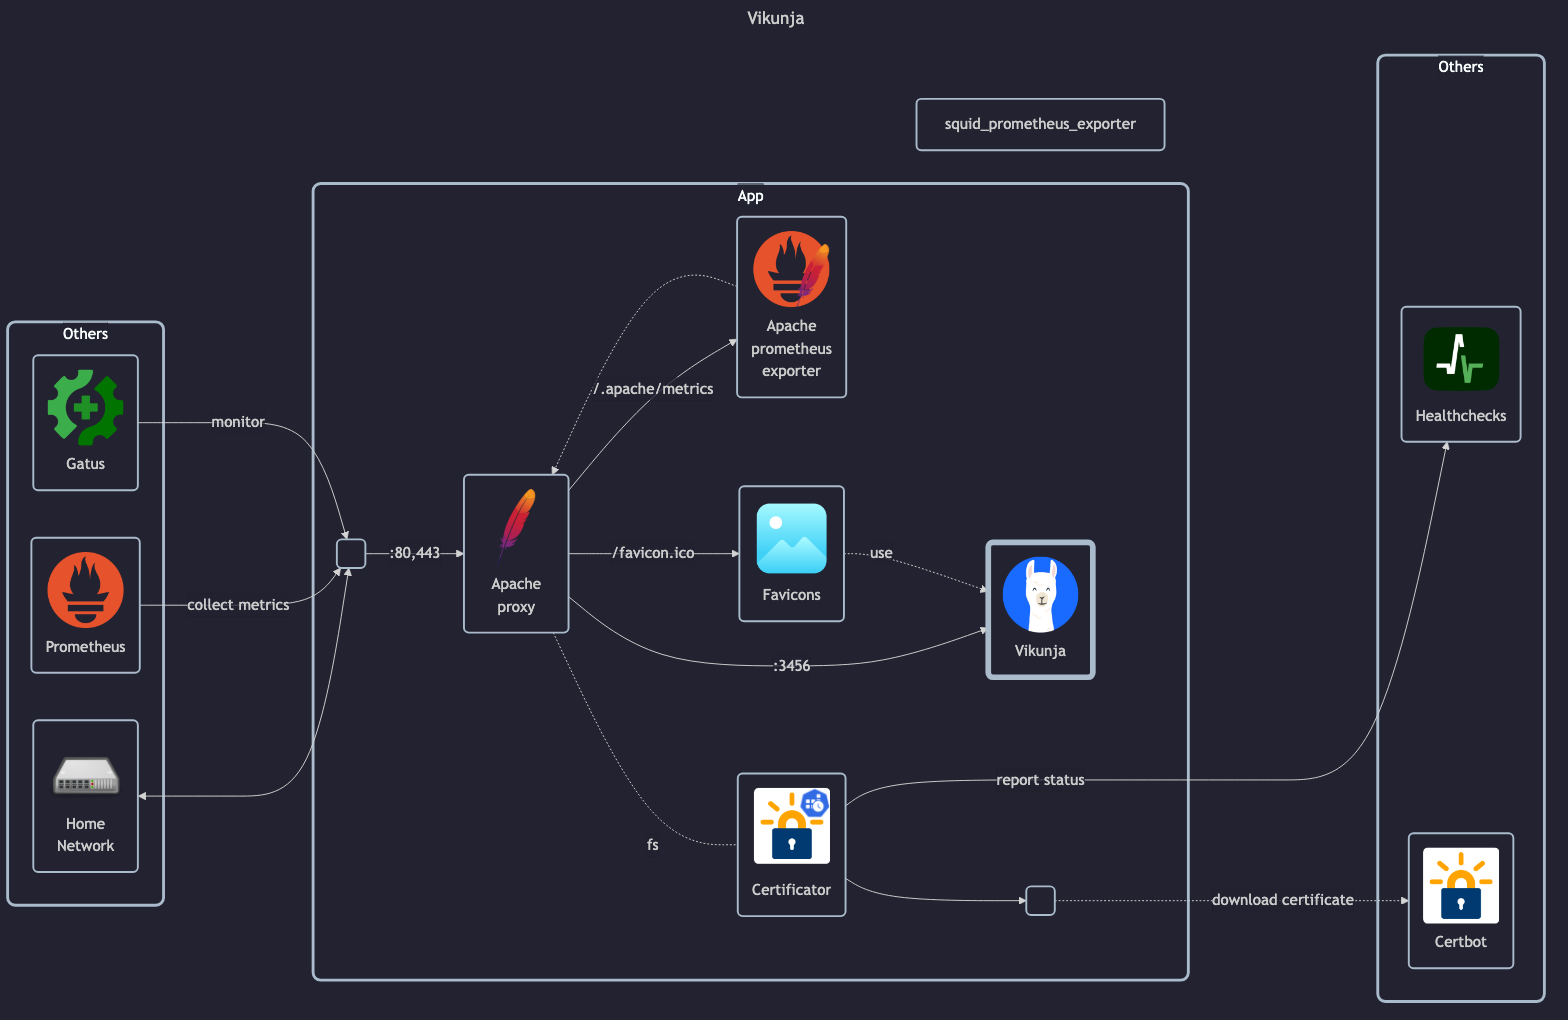 Vikunja
Others
squid_prometheus_exporter
App
Apache
prometheus
exporter
Others
Gatus
monitor
/.apache/metrics
Healthchecks
Prometheus
collect metrics
:80,443
Apache
proxy
/favicon.ico
Favicons
use
Vikunja
:3456
Home
Network
fs
Certificator
report status
download certificate
Certbot